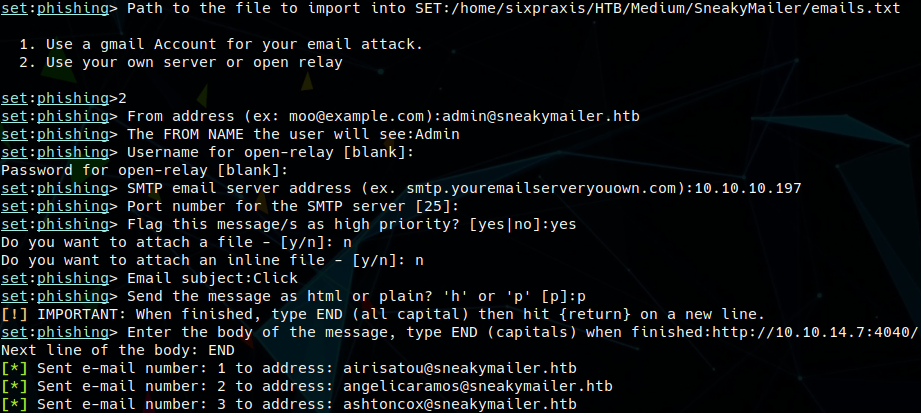 set:phishing> Path to the file to import into SET:/home/sixpraxis/HTB/Medium/SneakyMailer/emails.txt
1. Use a gmail Account for your email attack.
2. Use your own server or open relay
set:phishing>2
set:phishing> From address (ex: moo@example.com):admin@sneakymailer.htb
set:phishing> The FROM NAME the user will see:Admin
set:phishing> Username for open-relay [blank]:
Password for open-relay [blank]:
set:phishing> SMTP email server address (ex. smtp.youremailserveryouown.com):10.10.10.197
set:phishing> Port number for the SMTP server [25]:
set:phishing> Flag this message/s as high priority? [yes|no]:yes
Do you want to attach a file - [y/n]: n
Do you want to attach an inline file - [y/n]: n
set:phishing> Email subject:Click
set:phishing> Send the message as html or plain? 'h' or 'p' [p]:p
[!] IMPORTANT: When finished, type END (all capital) then hit {return} on a new line.
set:phishing> Enter the body of the message, type END (capitals) when finished:http://10.10.14.7:4040/
Next line of the body: END
[*] Sent e-mail number: 1 to address: airisatou@sneakymailer.htb
[*] Sent e-mail number: 2 to address: angelicaramos@sneakymailer.htb
[*] Sent e-mail number: 3 to address: ashtoncox@sneakymailer.htb